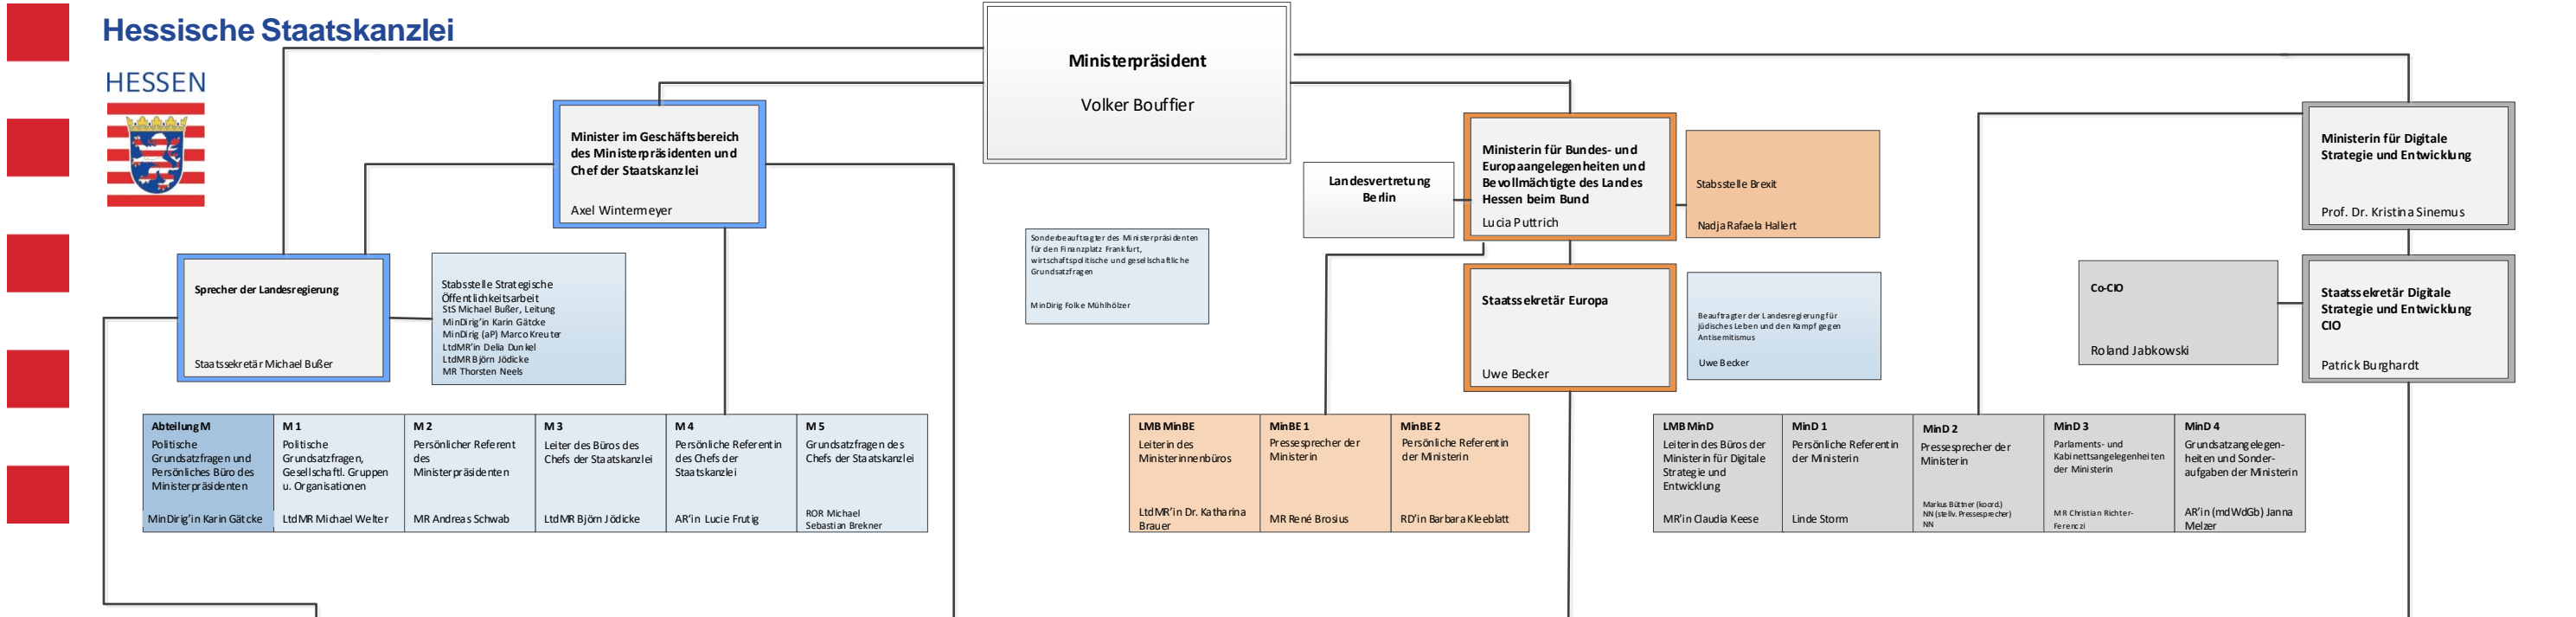 Hessische Staatskanzlei
HESSEN
Ministerpräsident
Volker Bouffier
Minister im Geschäftsbereich
des Ministerpräsidenten und
Chef der Staatskanzlei
Axel Wintermeyer
Ministerin für Bundes- und
Europaangelegenheiten und
Bevollmächtigte des Landes
Hessen beim Bund
Lucia Puttrich
Landesvertretung
Berlin
Stabsstelle Brexit
Nadja Rafaela Hallert
Ministerin für Digitale
Strategie und Entwicklung
Prof. Dr. Kristina Sinemus
Sprecher der Landesregierung
Staatssekretär Michael Bußer
Stabsstelle Strategische
Öffentlichkeitsarbeit
StS Michael Bußer, Leitung
MinDirig'in Karin Gätcke
MinDirig (aP) Marco Kreuter
LtdMR'in Delia Dunkel
LtdMR Björn Jödicke
MR Thorsten Neels
Sonderbeauftragter des Ministerpräsidenten
für den Finanzplatz Frankfurt,
wirtschaftspolitische und gesellschaftliche
Grundsatzfragen
MinDirig Folke Mühlhölzer
Staatssekretär Europa
Uwe Becker
Beauftragter der Landesregierung für
jüdisches Leben und den Kampf gegen
Antisemitismus
Uwe Becker
Co-CIO
Roland Jabkowski
Staatssekretär Digitale
Strategie und Entwicklung
CIO
Patrick Burghardt
Abteilung M
Politische
Grundsatzfragen und
Persönliches Büro des
Ministerpräsidenten
MinDirig'in Karin Gätcke
M 1
Politische
Grundsatzfragen,
Gesellschaftl. Gruppen
u. Organisationen
LtdMR Michael Welter
M 2
Persönlicher Referent
des
Ministerpräsidenten
MR Andreas Schwab
M 3
Leiter des Büros des
Chefs der Staatskanzlei
LtdMR Björn Jödicke
M 4
Persönliche Referentin
des Chefs der
Staatskanzlei
AR'in Lucie Frutig
M 5
Grundsatzfragen des
Chefs der Staatskanzlei
ROR Michael
Sebastian Brekner
LMB MinBE
Leiterin des
Ministerinnenbüros
LtdMR'in Dr. Katharina
Brauer
MinBE 1
Pressesprecher der
Ministerin
MR René Brosius
MinBE 2
Persönliche Referentin
der Ministerin
RD'in Barbara Kleeblatt
LMB MinD
Leiterin des Büros der
Ministerin für Digitale
Strategie und
Entwicklung
MR'in Claudia Keese
MinD 1
Persönliche Referentin
der Ministerin
Linde Storm
MinD 2
Pressesprecher der
Ministerin
Markus Büttner (koord.)
NN (stellv. Pressesprecher)
NN
MinD 3
Parlaments- und
Kabinettsangelegenheiten
der Ministerin
MR Christian Richter-
Ferenczi
MinD 4
Grundsatzangelegen-
heiten und Sonder-
aufgaben der Ministerin
AR'in (mdWdGb) Janna
Melzer